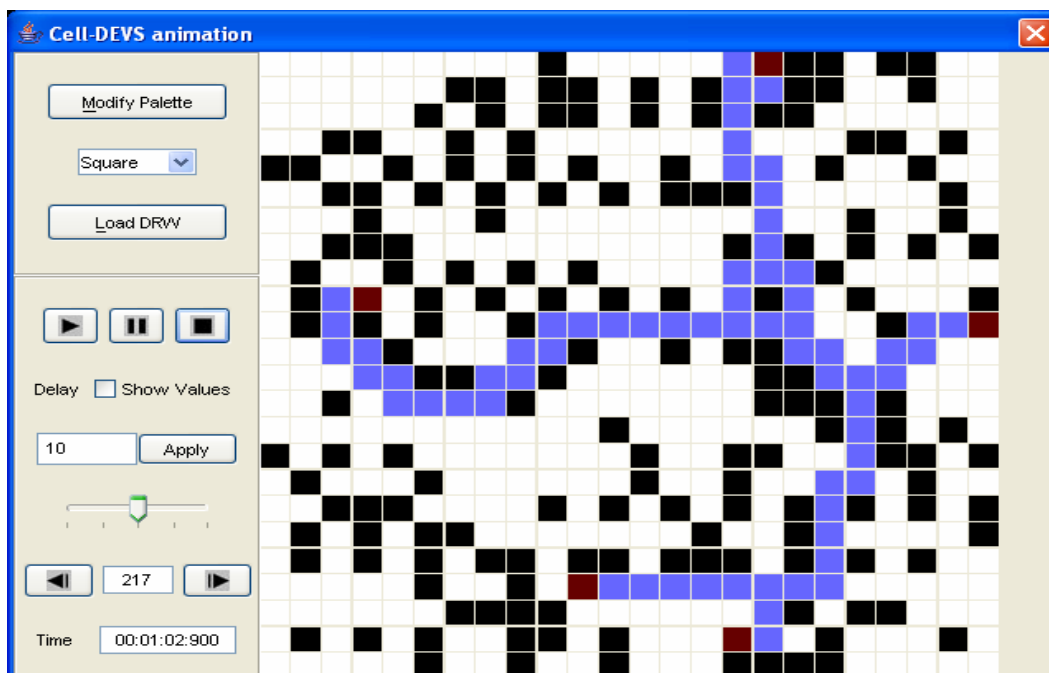 Cell-DEVS animation
Modify Palette
Square
Load DRW
Delay Show Values
10 Apply
217
Time 00:01:02:900